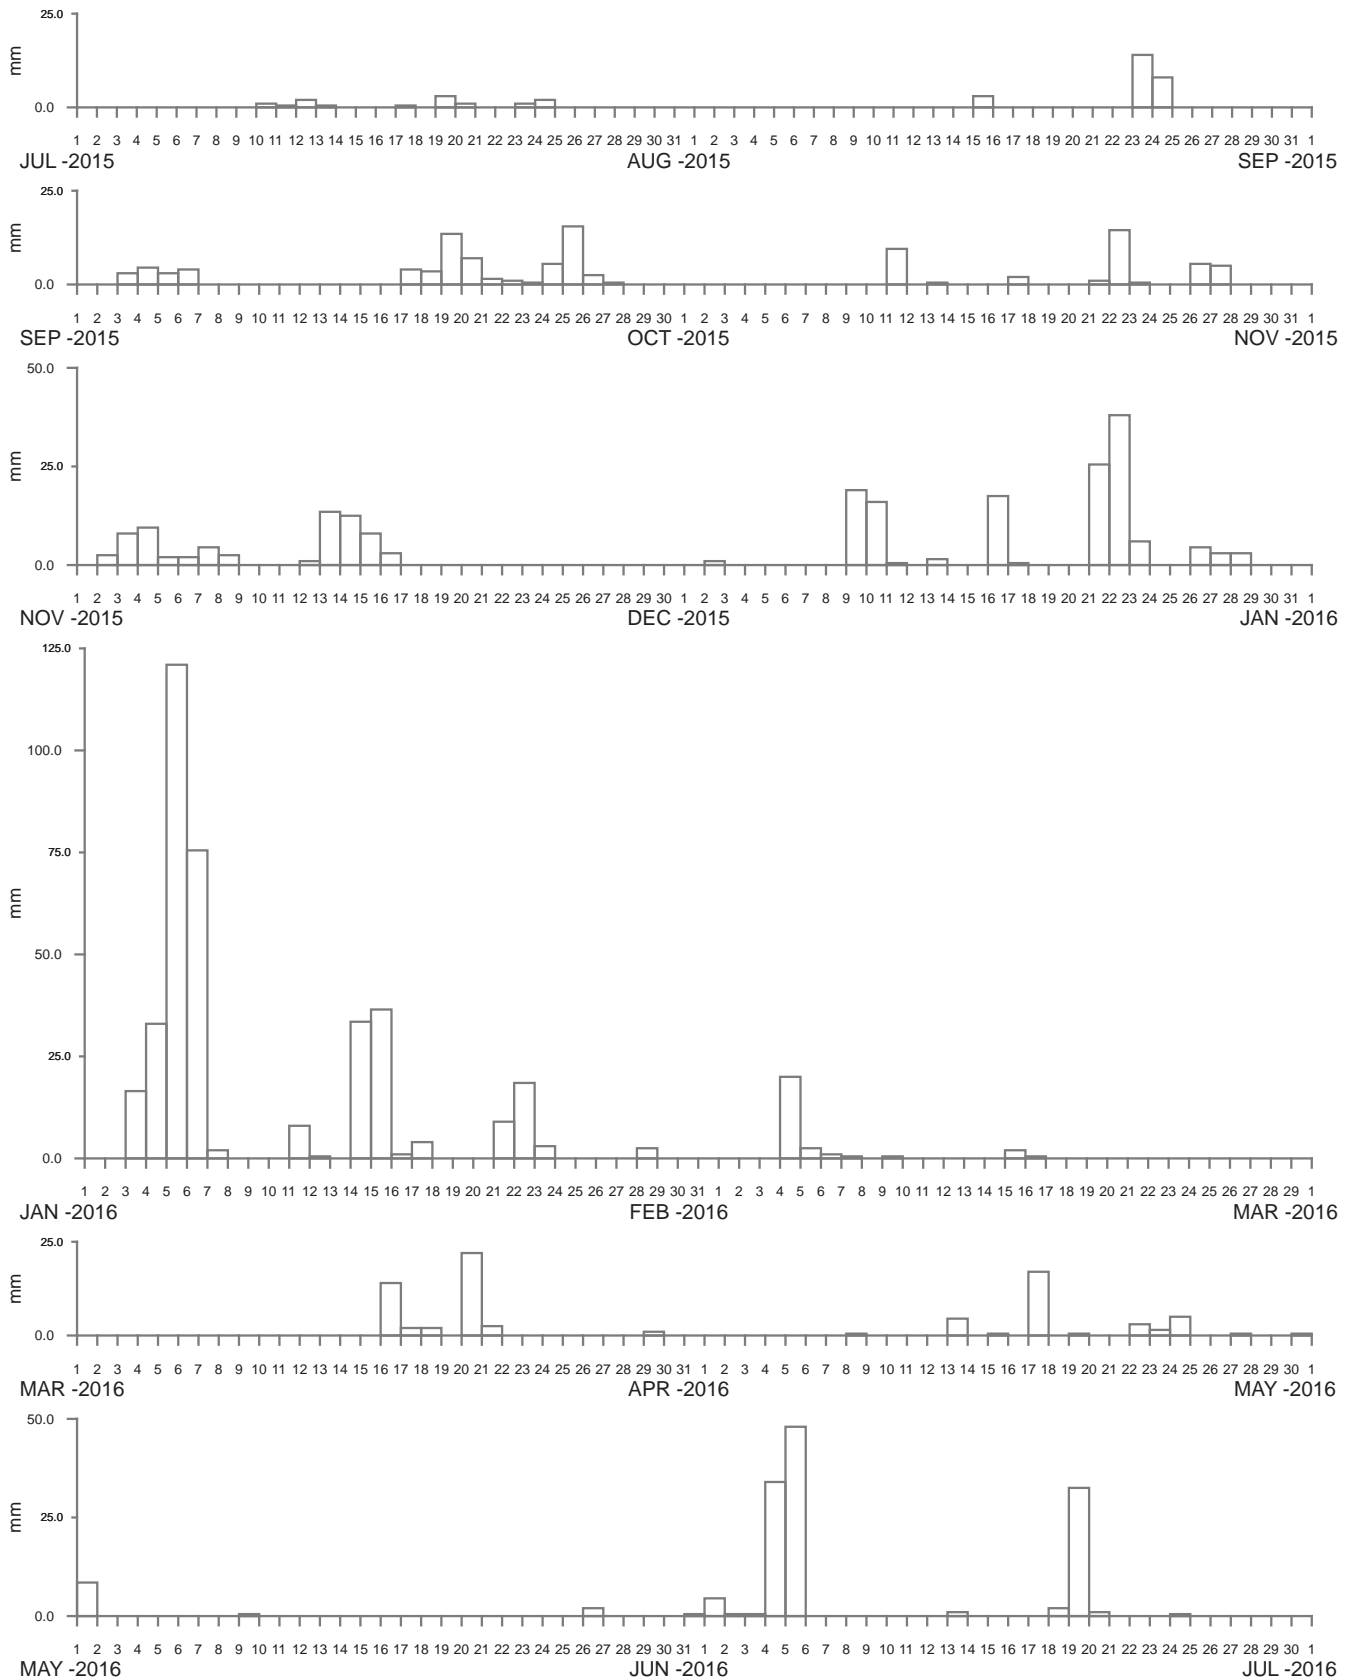 25.0
mm
0.0
1 2 3 4 5 6 7 8 9 10 11 12 13 14 15 16 17 18 19 20 21 22 23 24 25 26 27 28 29 30 31 1 2 3 4 5 6 7 8 9 10 11 12 13 14 15 16 17 18 19 20 21 22 23 24 25 26 27 28 29 30 31 1
JUL -2015 AUG -2015 SEP -2015
25.0
mm
0.0
1 2 3 4 5 6 7 8 9 10 11 12 13 14 15 16 17 18 19 20 21 22 23 24 25 26 27 28 29 30 1 2 3 4 5 6 7 8 9 10 11 12 13 14 15 16 17 18 19 20 21 22 23 24 25 26 27 28 29 30 31 1
SEP -2015 OCT -2015 NOV -2015
50.0
25.0
mm
0.0
1 2 3 4 5 6 7 8 9 10 11 12 13 14 15 16 17 18 19 20 21 22 23 24 25 26 27 28 29 30 1 2 3 4 5 6 7 8 9 10 11 12 13 14 15 16 17 18 19 20 21 22 23 24 25 26 27 28 29 30 31 1
NOV -2015 DEC -2015 JAN -2016
125.0
100.0
75.0
mm
50.0
25.0
0.0
1 2 3 4 5 6 7 8 9 10 11 12 13 14 15 16 17 18 19 20 21 22 23 24 25 26 27 28 29 30 31 1 2 3 4 5 6 7 8 9 10 11 12 13 14 15 16 17 18 19 20 21 22 23 24 25 26 27 28 29 1
JAN -2016 FEB -2016 MAR -2016
25.0
mm
0.0
1 2 3 4 5 6 7 8 9 10 11 12 13 14 15 16 17 18 19 20 21 22 23 24 25 26 27 28 29 30 31 1 2 3 4 5 6 7 8 9 10 11 12 13 14 15 16 17 18 19 20 21 22 23 24 25 26 27 28 29 30 1
MAR -2016 APR -2016 MAY -2016
50.0
25.0
mm
0.0
1 2 3 4 5 6 7 8 9 10 11 12 13 14 15 16 17 18 19 20 21 22 23 24 25 26 27 28 29 30 31 1 2 3 4 5 6 7 8 9 10 11 12 13 14 15 16 17 18 19 20 21 22 23 24 25 26 27 28 29 30 1
MAY -2016 JUN -2016 JUL -2016